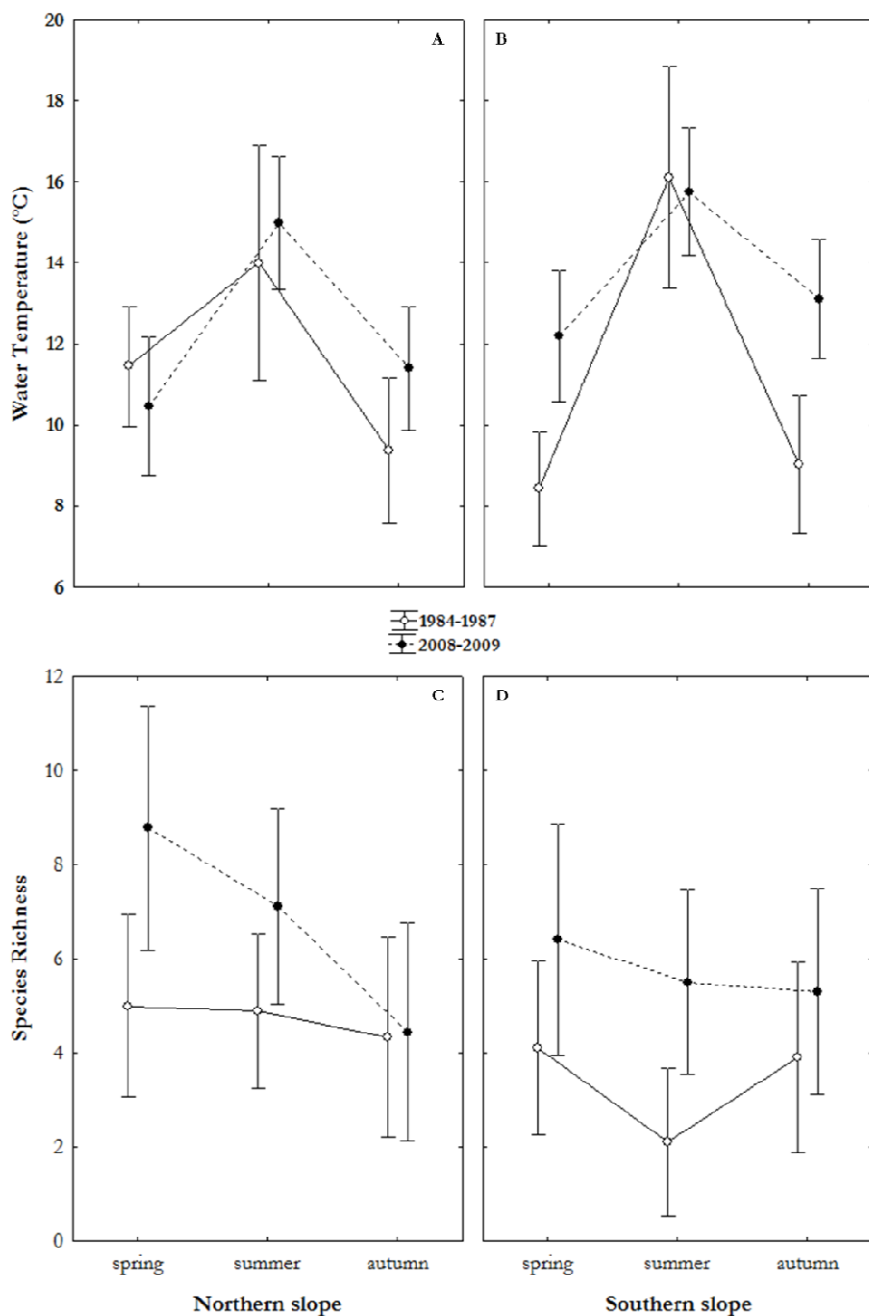 20
18
16
14
12
10
8
6
Water Temperature (°C)
A
B
1984-1987
2008-2009
12
10
8
6
4
2
0
Species Richness
C
D
spring summer autumn
spring summer autumn
Northern slope
Southern slope